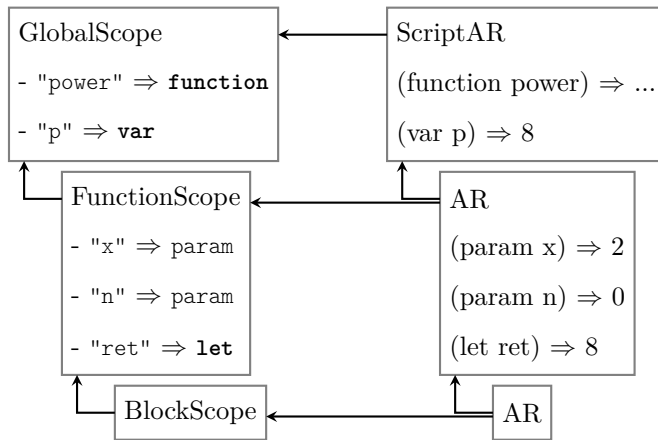 GlobalScope
- "power" ⇒ function
- "p" ⇒ var
ScriptAR
(function power) ⇒ ...
(var p) ⇒ 8
FunctionScope
- "x" ⇒ param
- "n" ⇒ param
- "ret" ⇒ let
AR
(param x) ⇒ 2
(param n) ⇒ 0
(let ret) ⇒ 8
BlockScope
AR